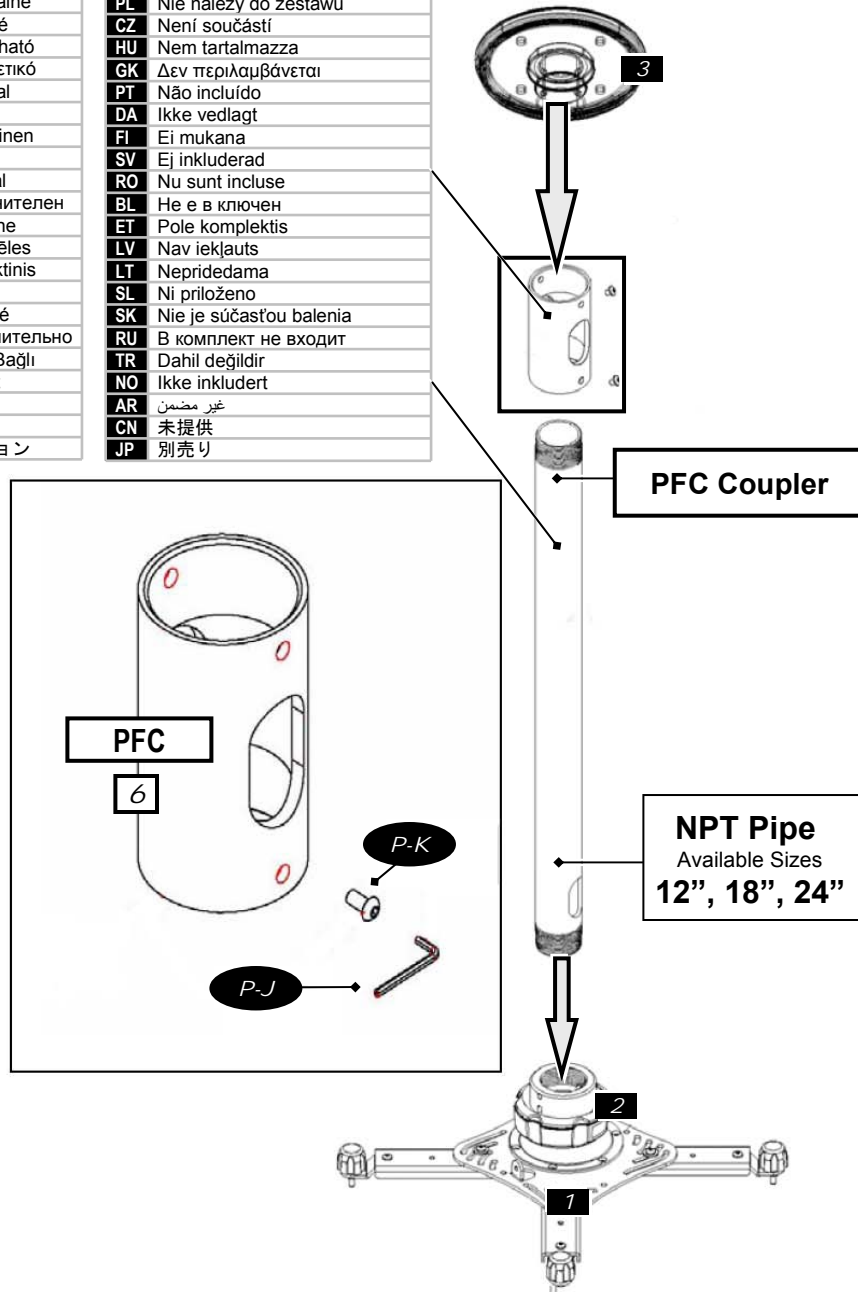 PL Nie należy do zestawu
CZ Není součástí
HU Nem tartalmazza
GK Δεν περιλαμβάνεται
PT Não incluído
DA Ikke vedlagt
FI Ei mukana
SV Ej inkluderad
RO Nu sunt incluse
BL Не е в ключен
ET Pole komplektis
LV Nav iekļauts
LT Nepridedama
SL Ni priloženo
SK Nie je súčasťou balenia
RU В комплект не входит
TR Dahil değildir
NO Ikke inkludert
AR غير مضمن
CN 未提供
JP 別売り
3
PFC Coupler
PFC
6
P-K
P-J
NPT Pipe
Available Sizes
12”, 18”, 24”
2
1